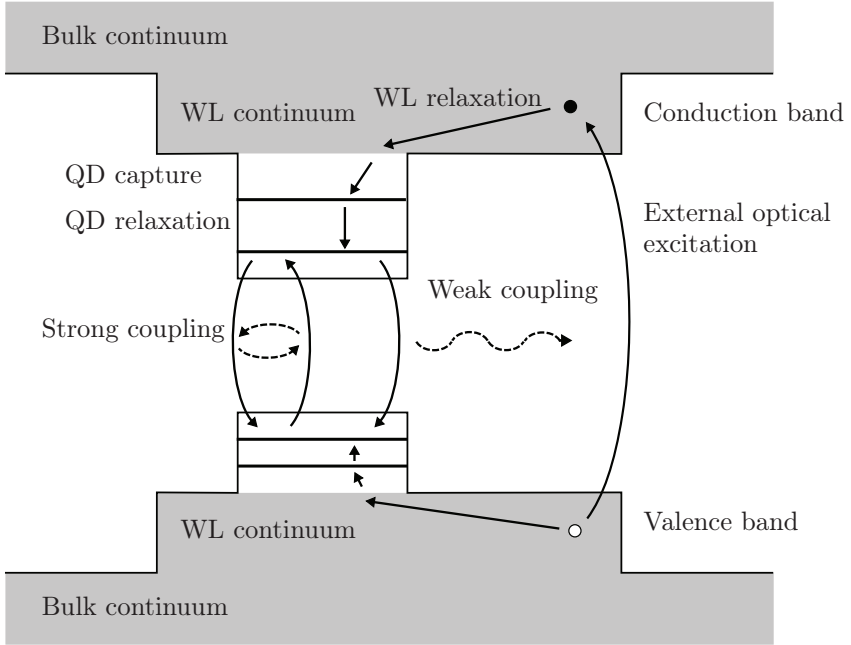 Bulk continuum
WL continuum
WL relaxation
Conduction band
QD capture
QD relaxation
External optical
excitation
Weak coupling
Strong coupling
WL continuum
Valence band
Bulk continuum